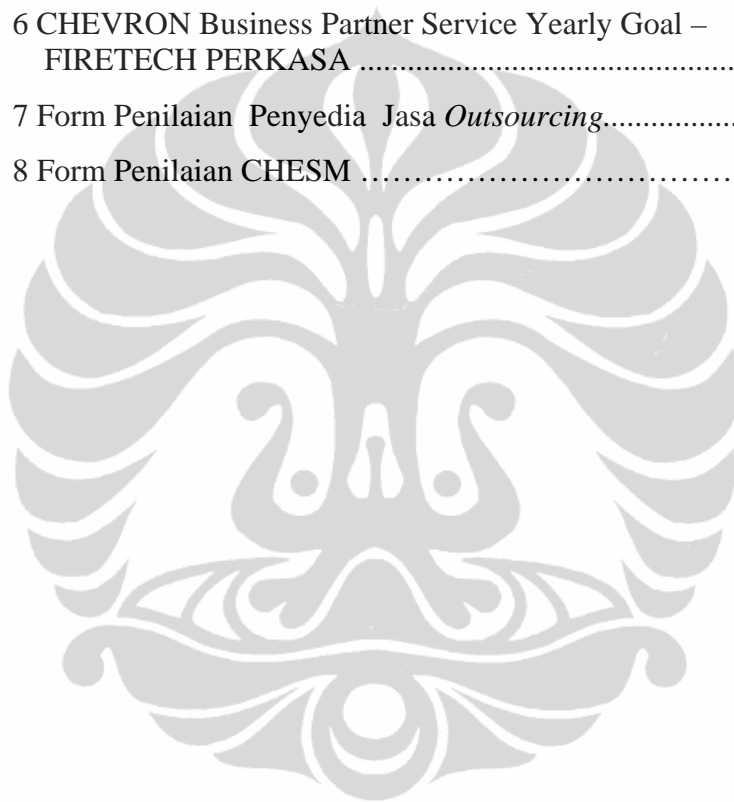 6 CHEVRON Business Partner Service Yearly Goal –
FIRETECH PERKASA ................................................
7 Form Penilaian Penyedia Jasa Outsourcing.................
8 Form Penilaian CHESM ……………………………